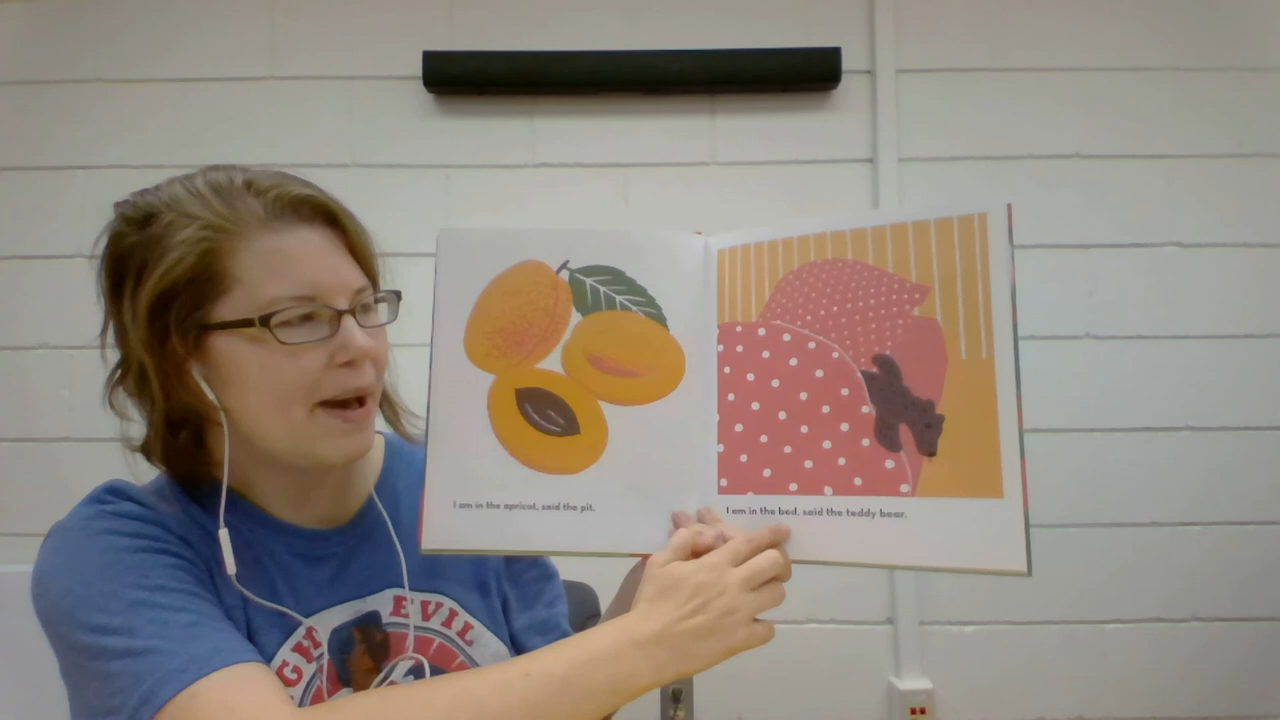 I am in the apricot, said the pit.
I am in the bed, said the teddy bear.
EVIL